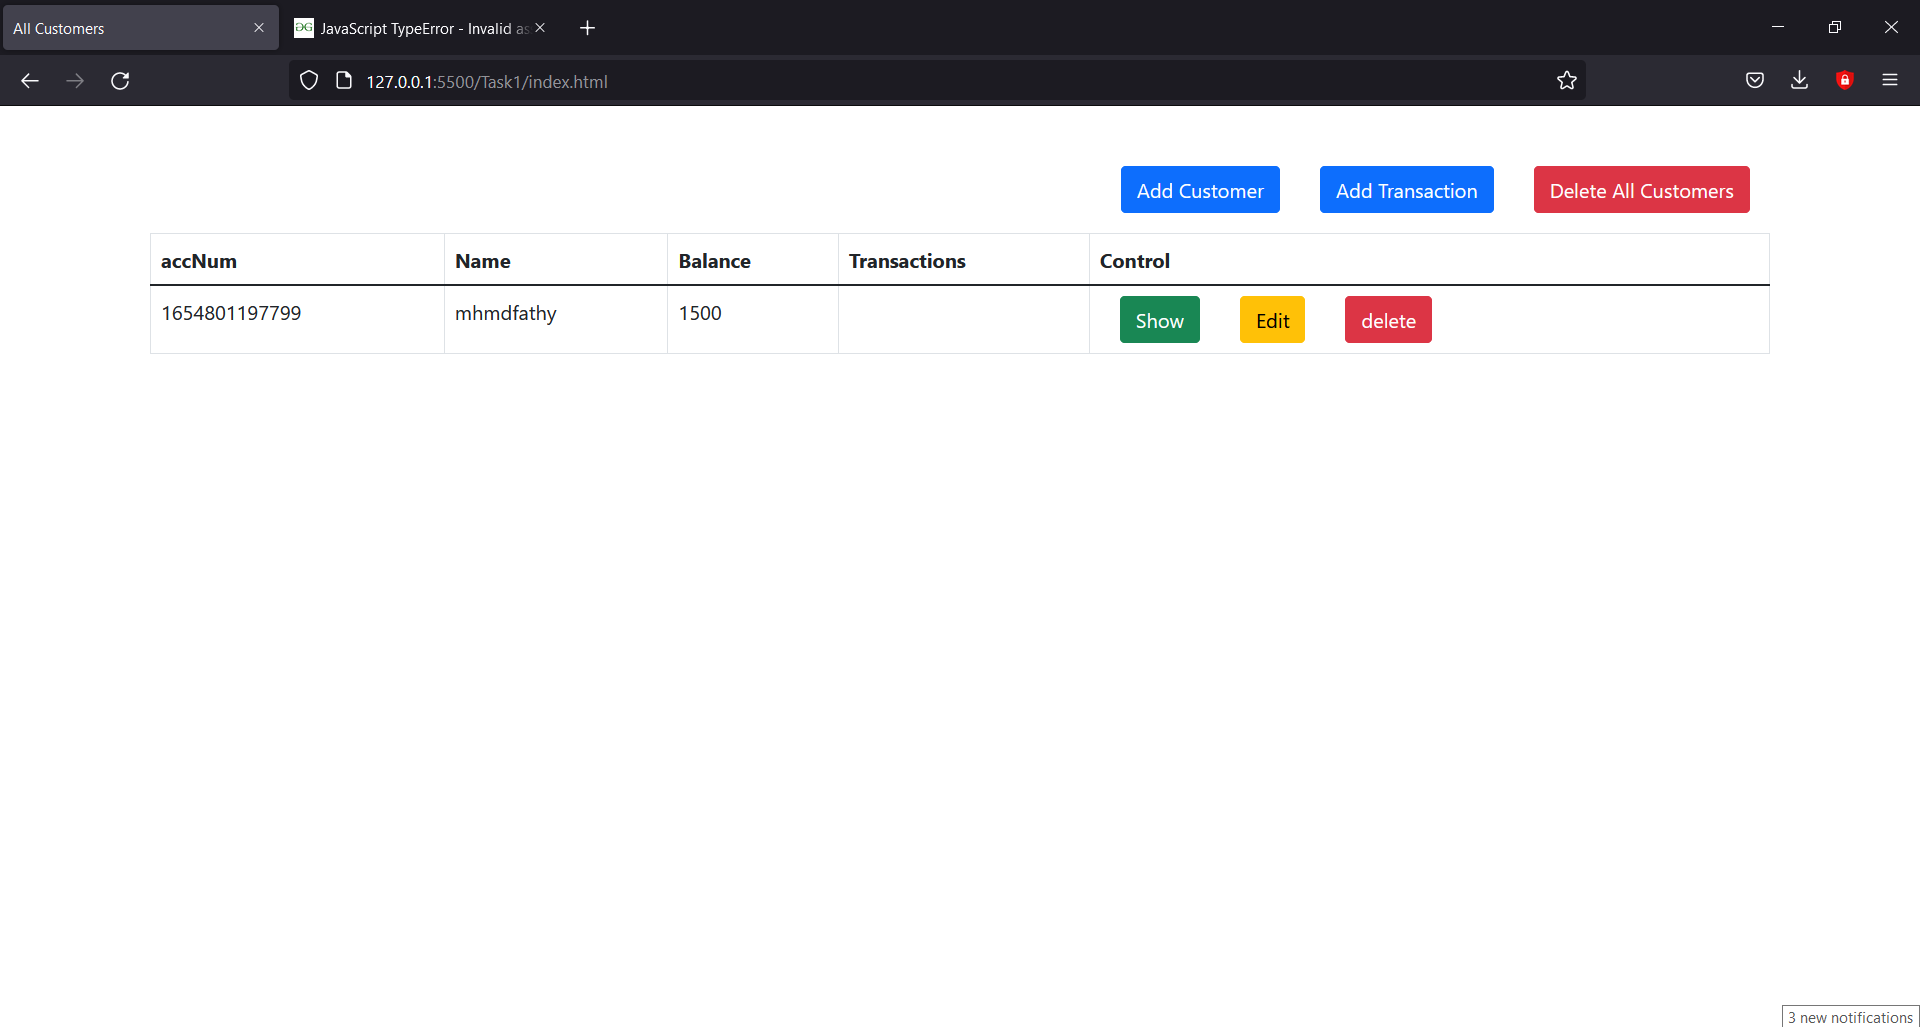 All Customers
JavaScript TypeError - Invalid as
127.0.0.1:5500/Task1/index.html
Add Customer Add Transaction Delete All Customers
accNum Name Balance Transactions Control
1654801197799 mhmdfathy 1500 Show Edit delete
3 new notifications